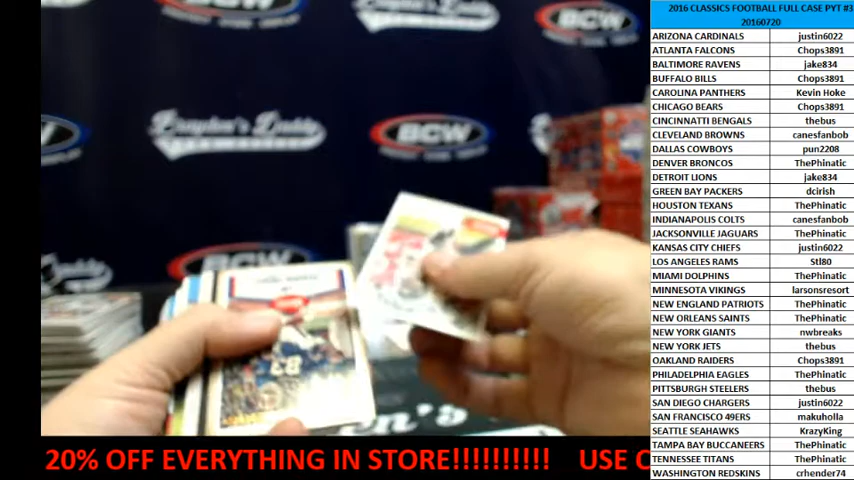 2016 CLASSICS FOOTBALL FULL CASE PYT #3
20160720
ARIZONA CARDINALS justin6022
ATLANTA FALCONS Chops3891
BALTIMORE RAVENS jake834
BUFFALO BILLS Chops3891
CAROLINA PANTHERS Kevin Hoke
CHICAGO BEARS Chops3891
CINCINNATI BENGALS thebus
CLEVELAND BROWNS canesfanbob
DALLAS COWBOYS pun2208
DENVER BRONCOS ThePhinatic
DETROIT LIONS jake834
GREEN BAY PACKERS dcirish
HOUSTON TEXANS ThePhinatic
INDIANAPOLIS COLTS canesfanbob
JACKSONVILLE JAGUARS ThePhinatic
KANSAS CITY CHIEFS justin6022
LOS ANGELES RAMS Stl80
MIAMI DOLPHINS ThePhinatic
MINNESOTA VIKINGS larsonsresort
NEW ENGLAND PATRIOTS ThePhinatic
NEW ORLEANS SAINTS ThePhinatic
NEW YORK GIANTS nwbreaks
NEW YORK JETS thebus
OAKLAND RAIDERS Chops3891
PHILADELPHIA EAGLES ThePhinatic
PITTSBURGH STEELERS thebus
SAN DIEGO CHARGERS justin6022
SAN FRANCISCO 49ERS makuholla
SEATTLE SEAHAWKS KrazyKing
TAMPA BAY BUCCANEERS ThePhinatic
TENNESSEE TITANS ThePhinatic
WASHINGTON REDSKINS crhender74
BCW
Brayden's Daddy
BCW
83
20% OFF EVERYTHING IN STORE!!!!!!!!!! USE